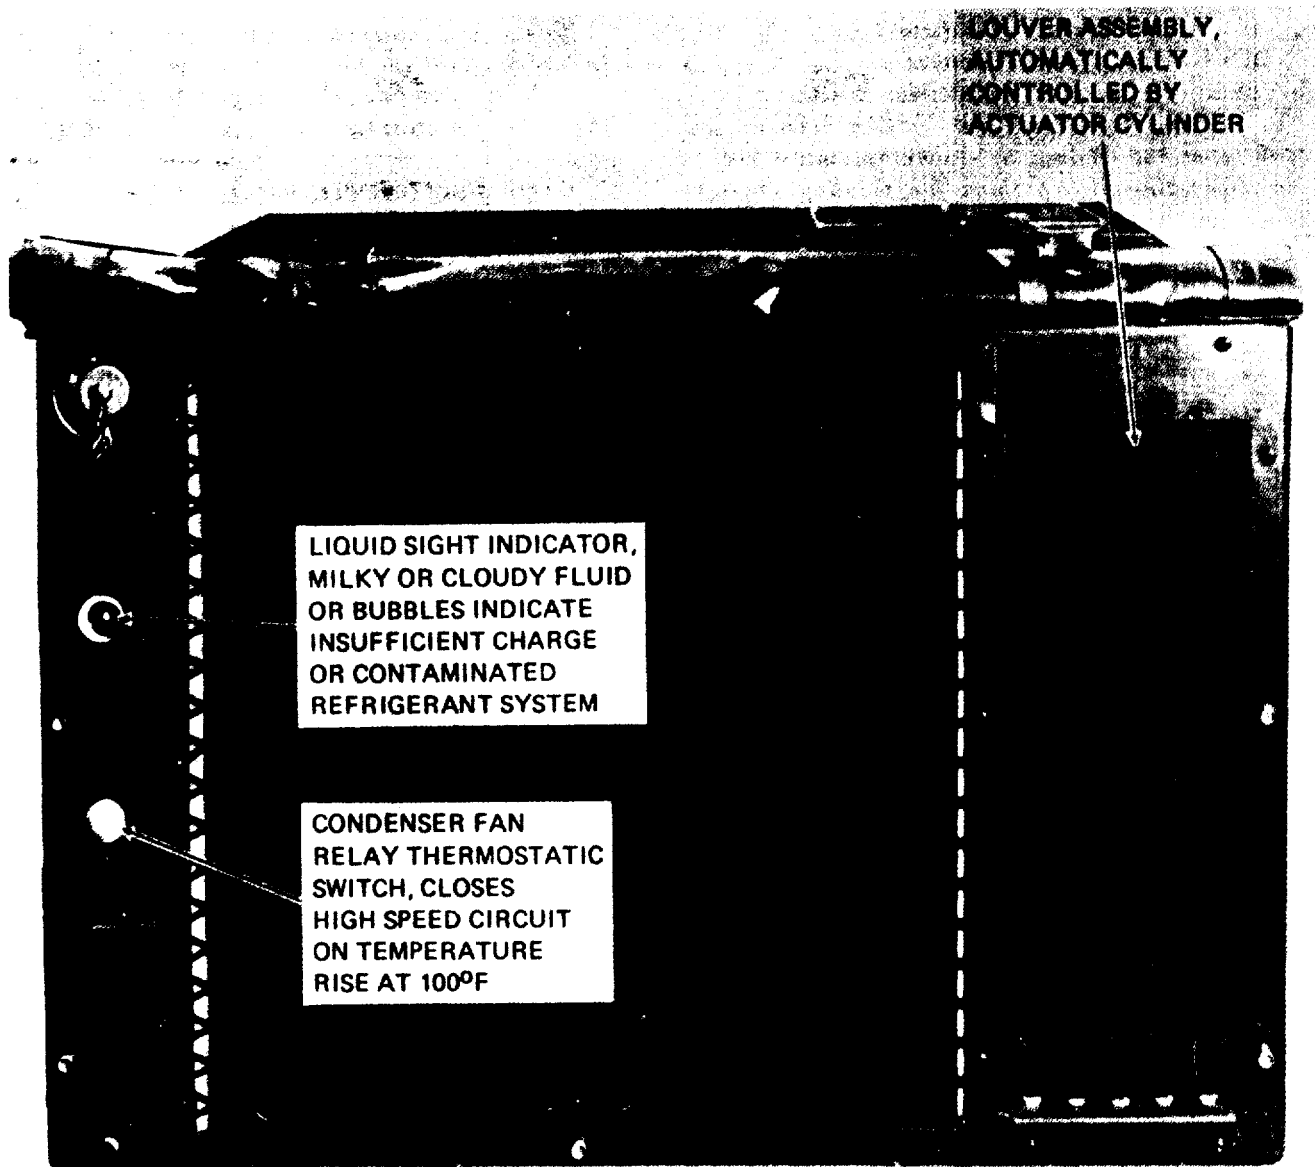 LOUVER ASSEMBLY,
AUTOMATICALLY
CONTROLLED BY
ACTUATOR CYLINDER
LIQUID SIGHT INDICATOR,
MILKY OR CLOUDY FLUID
OR BUBBLES INDICATE
INSUFFICIENT CHARGE
OR CONTAMINATED
REFRIGERANT SYSTEM
CONDENSER FAN
RELAY THERMOSTATIC
SWITCH, CLOSES
HIGH SPEED CIRCUIT
ON TEMPERATURE
RISE AT 100⁰F